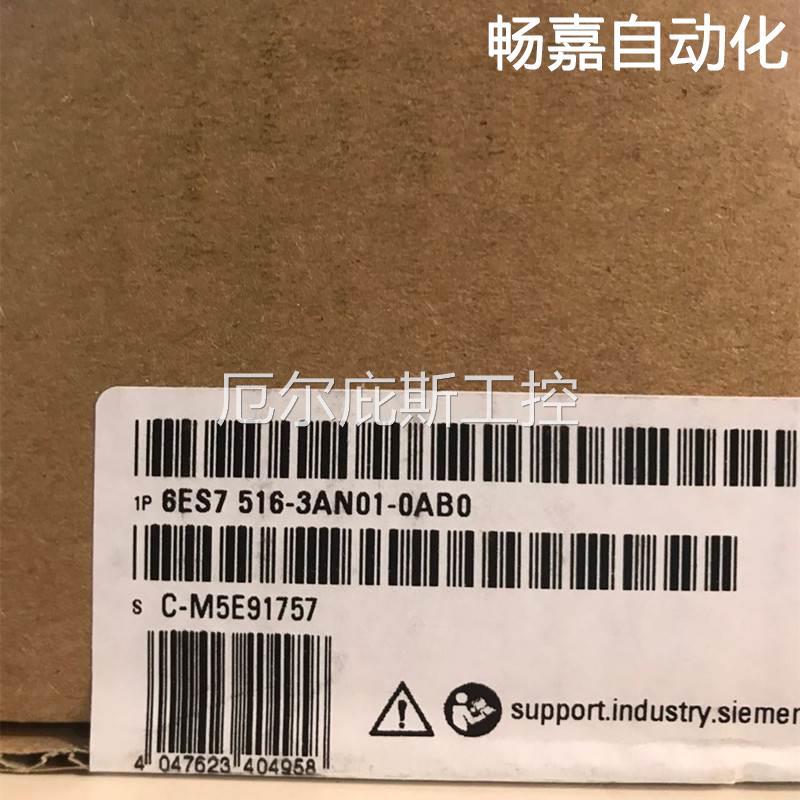 畅嘉自动化
厄尔庇斯工控
1P 6ES7 516-3AN01-0AB0
S C-M5E91757
4 047623 404958
support.industry.siemen